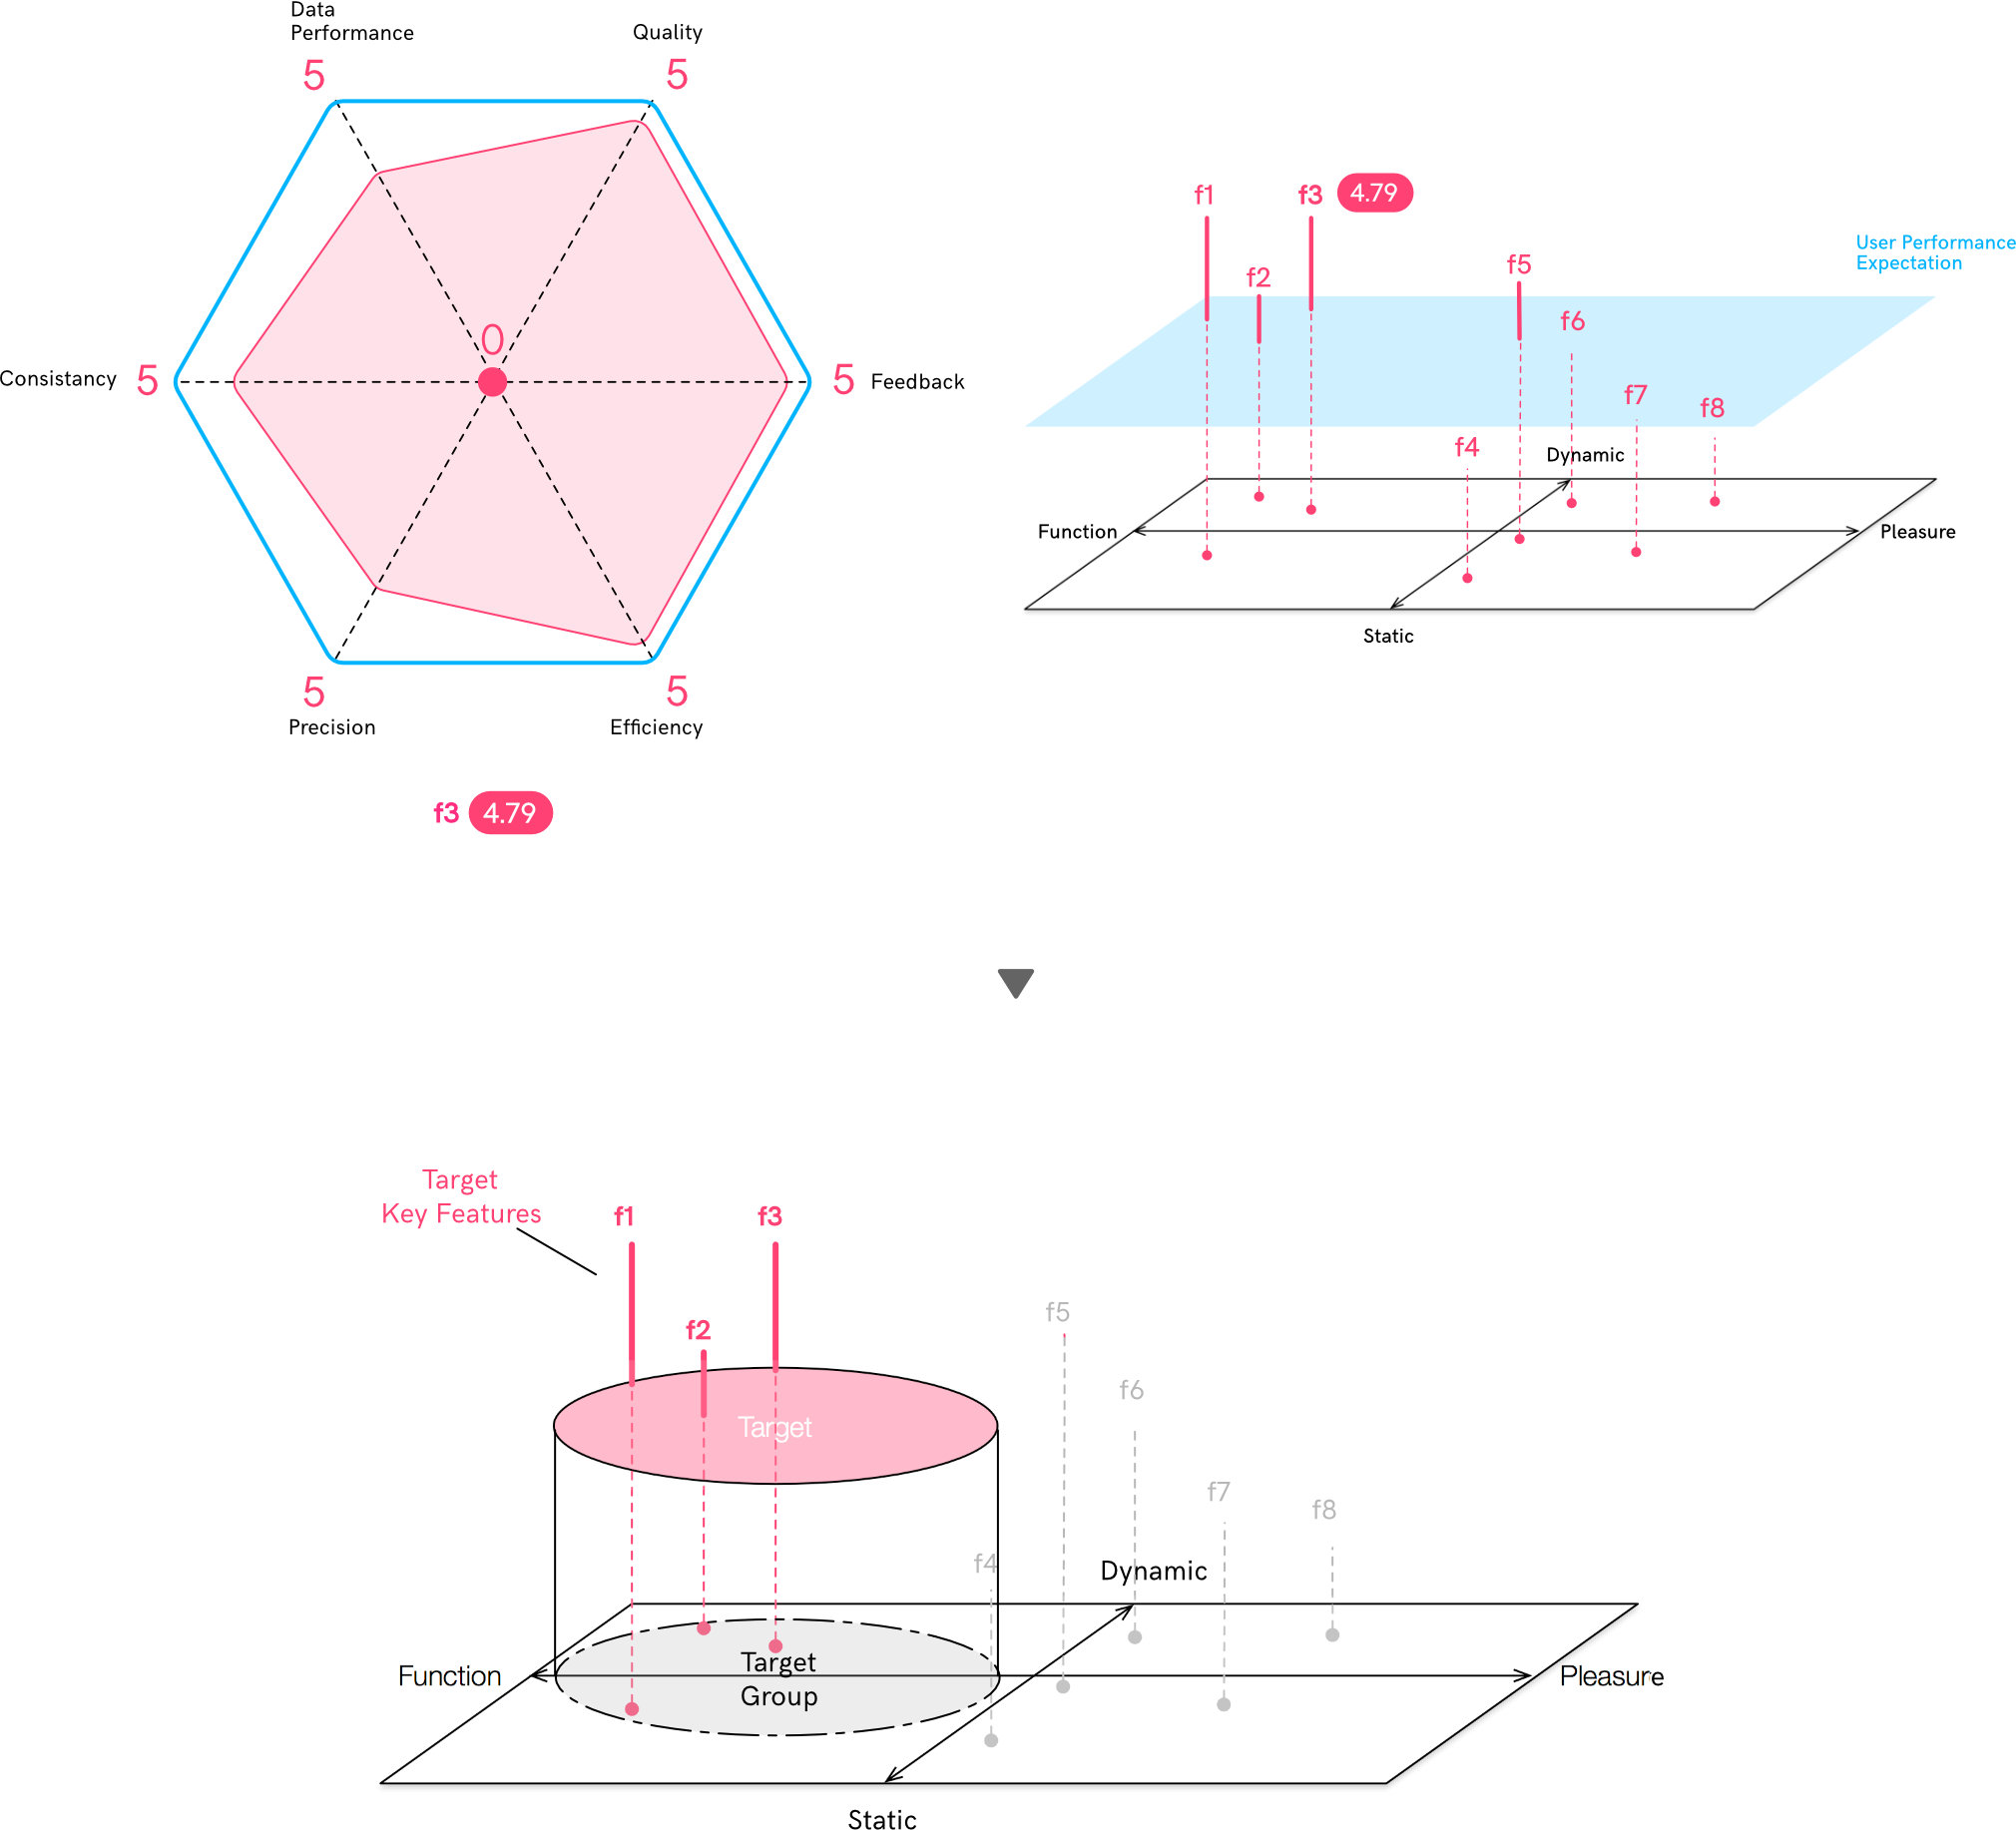 Data
Performance
Quality
5
5
Consistancy
5
0
5
Feedback
5
5
Precision
Efficiency
f3 4.79
f1
f3 4.79
User Performance
Expectation
f2
f5
f6
f7
f8
f4
Dynamic
Function
Pleasure
Static
Target
Key Features
f1
f3
f2
f5
f6
Target
f7
f8
f4
Dynamic
Target
Group
Function
Pleasure
Static